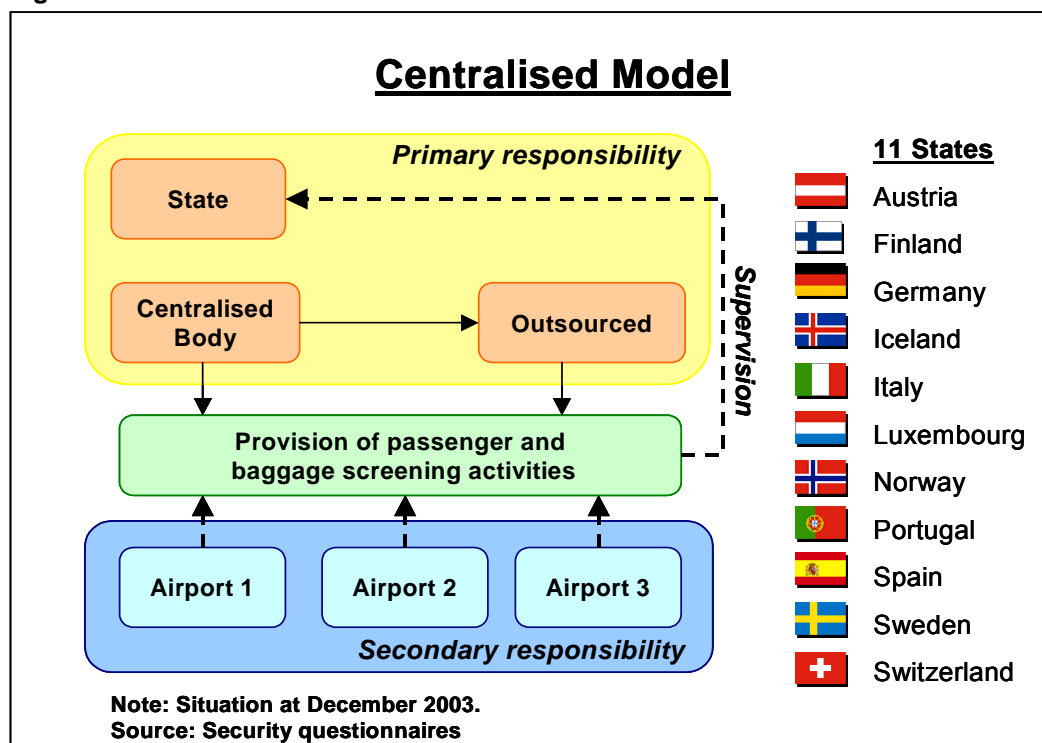 Centralised Model
Primary responsibility
State
Centralised
Body
Outsourced
Supervision
Provision of passenger and
baggage screening activities
Airport 1
Airport 2
Airport 3
Secondary responsibility
11 States
Austria
Finland
Germany
Iceland
Italy
Luxembourg
Norway
Portugal
Spain
Sweden
Switzerland
Note: Situation at December 2003.
Source: Security questionnaires